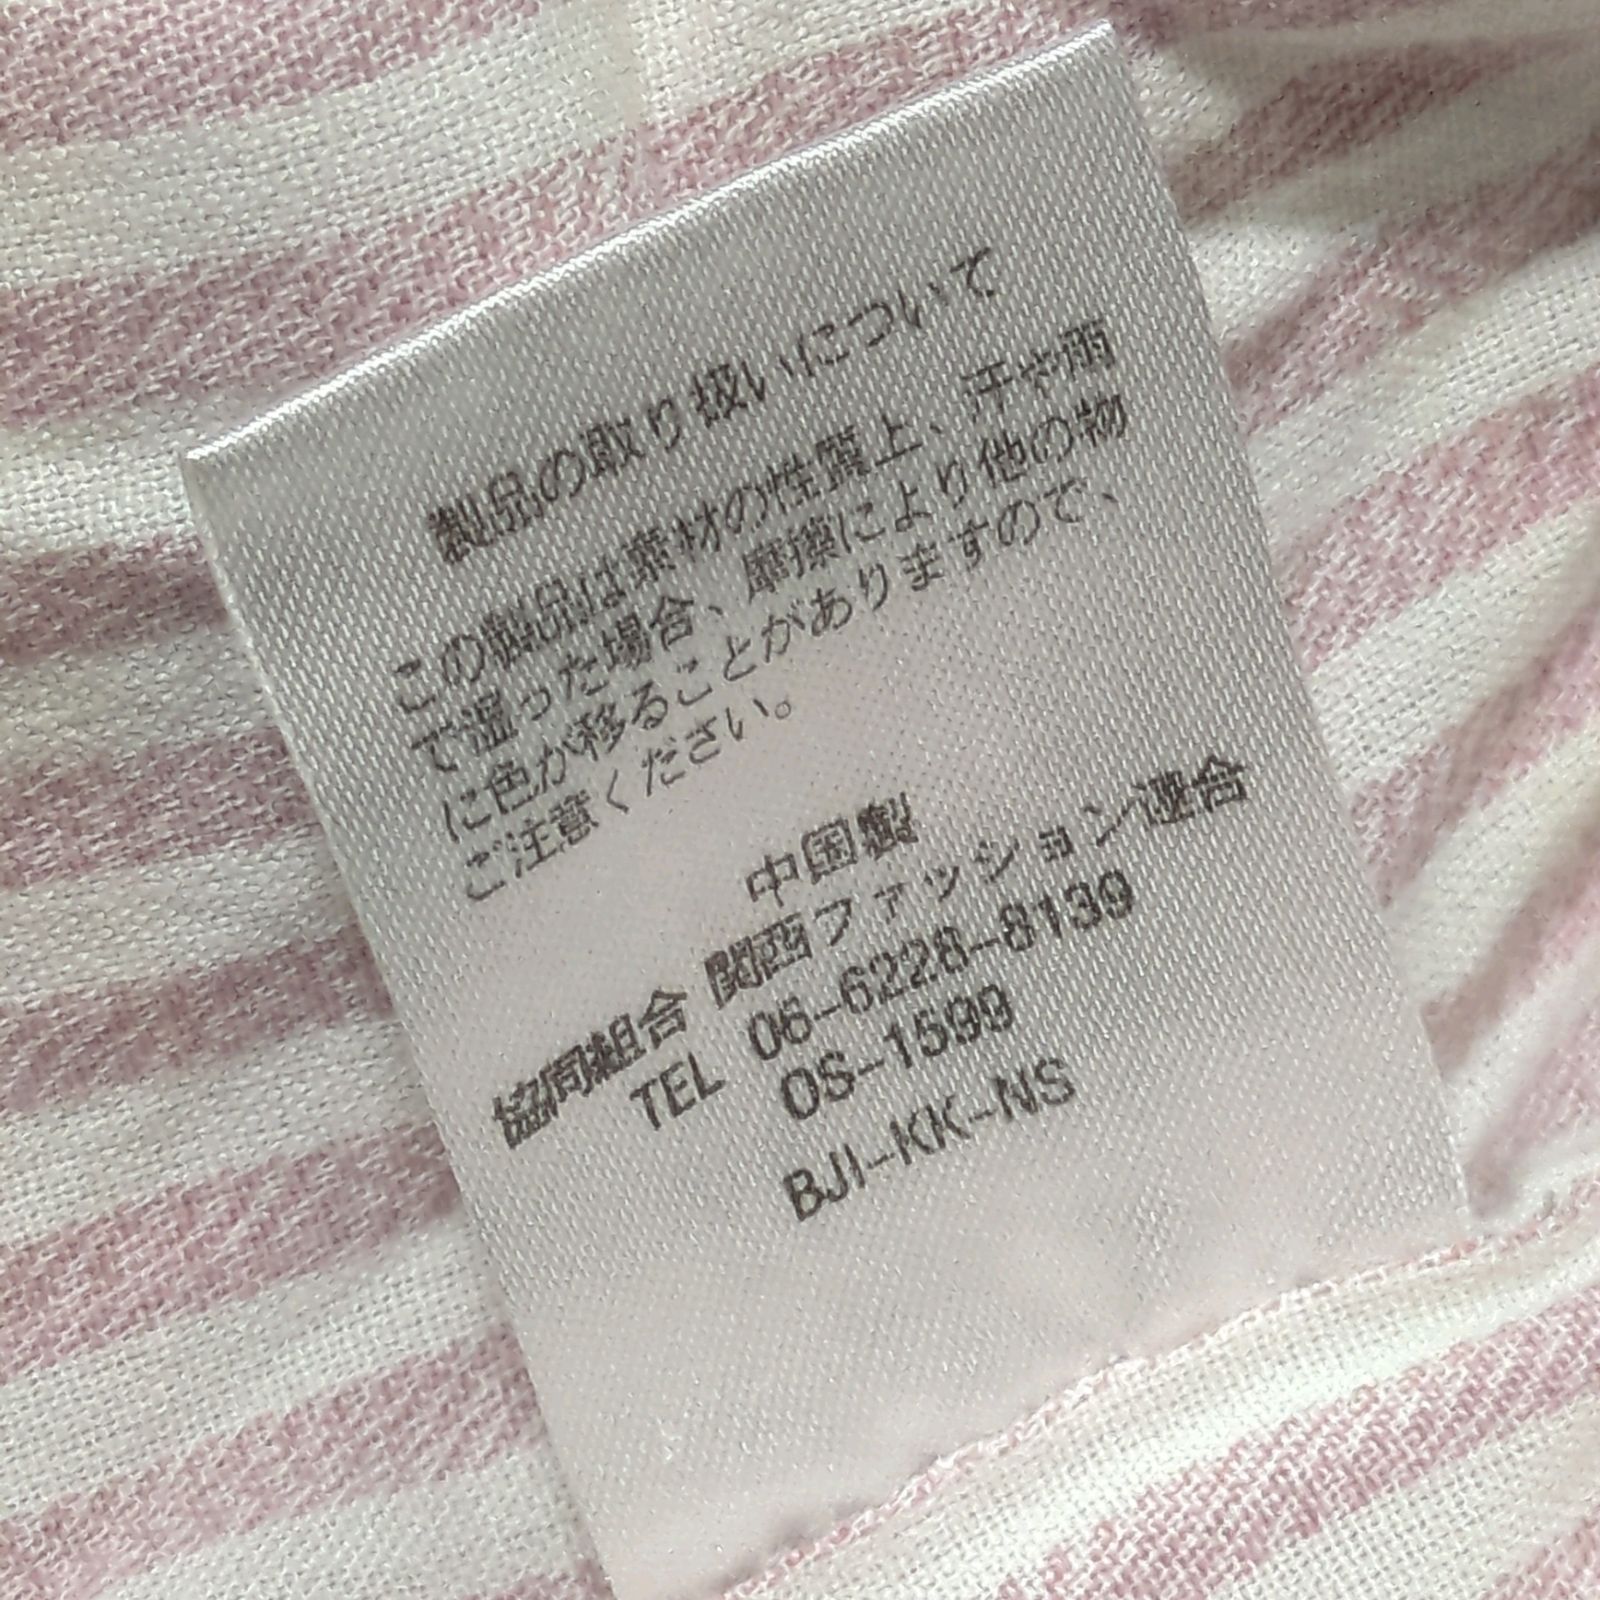 製品の取り扱いについて
この製品は素材の性質上、汗や雨
で湿った場合、摩擦により他の物
に色が移ることがありますので、
ご注意ください。
中国製
協同組合 関西ファッション連合
TEL 06-6228-8139
OS-1599
BJI-KK-NS